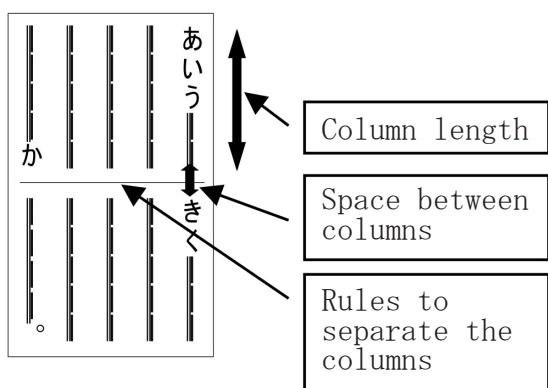 あいう
か
きく
。
Column length
Space between
columns
Rules to
separate the
columns